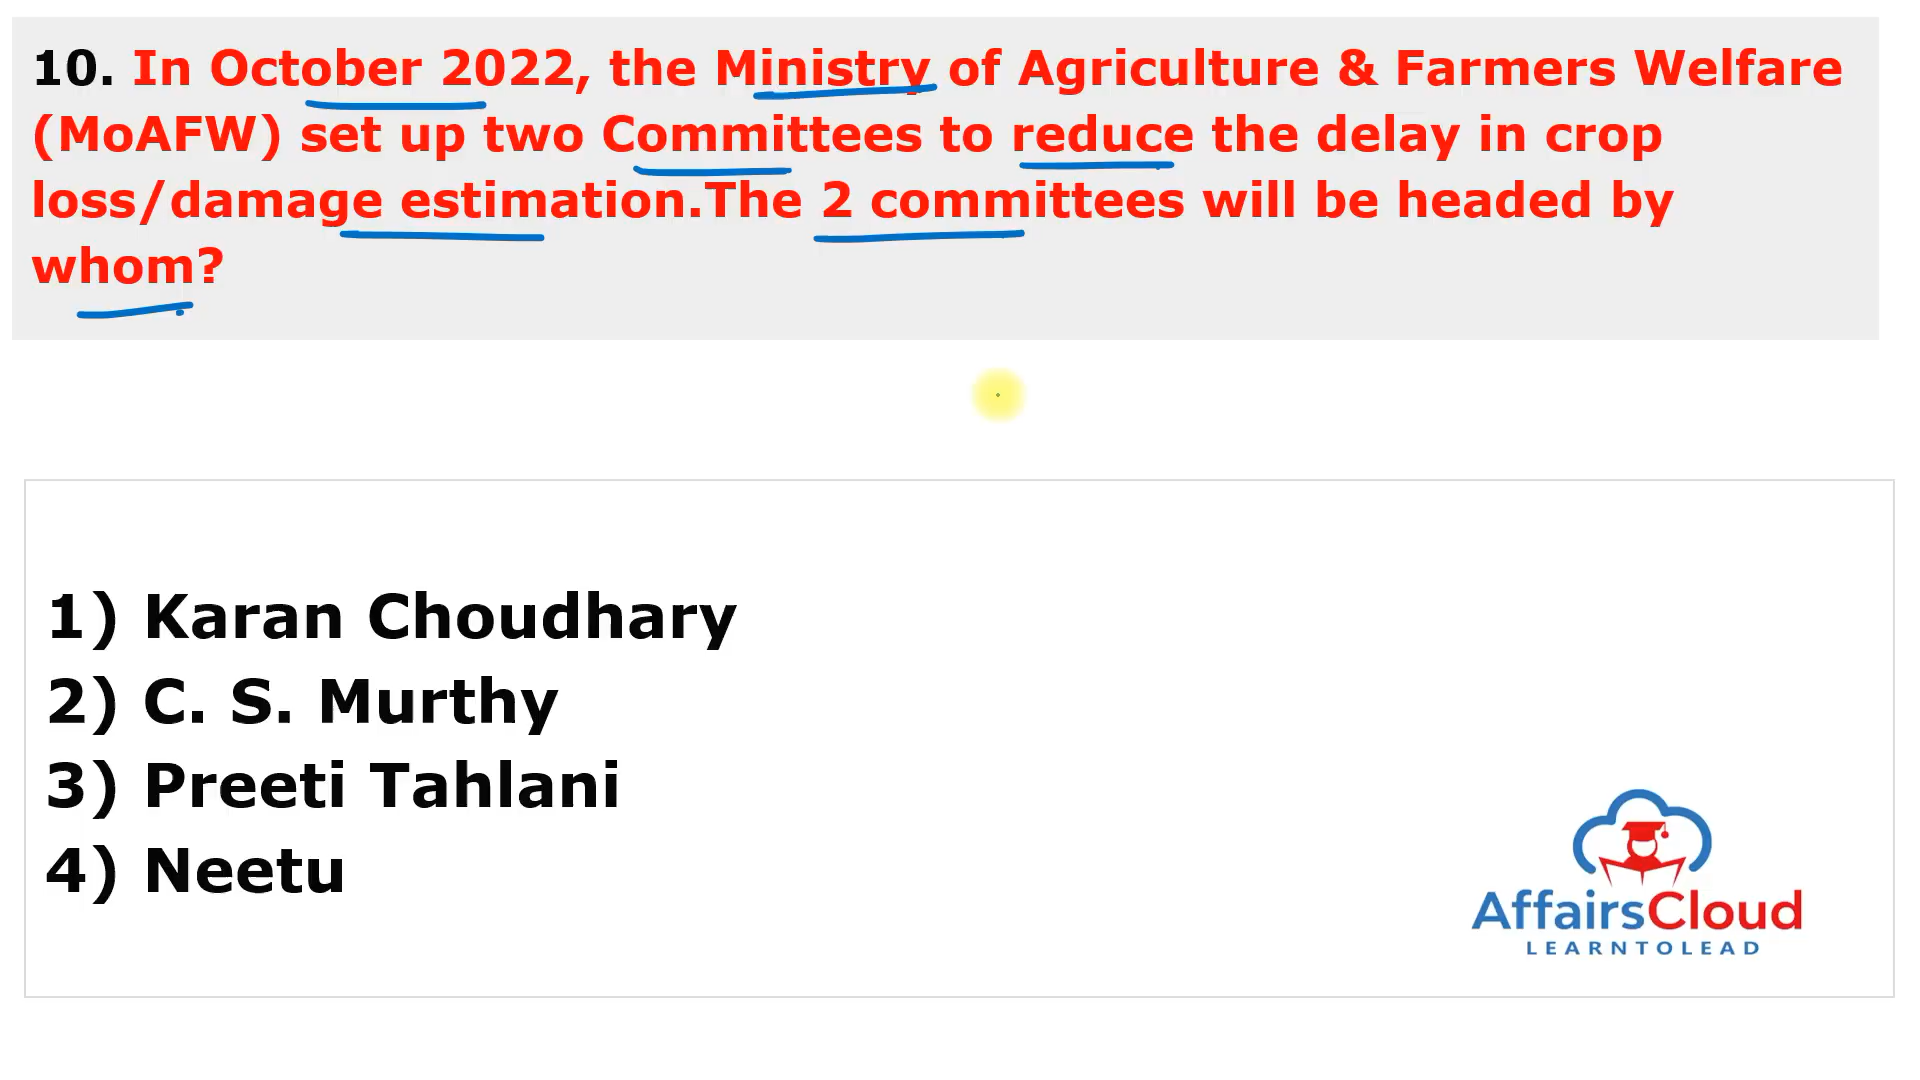 10. In October 2022, the Ministry of Agriculture & Farmers Welfare
(MoAFW) set up two Committees to reduce the delay in crop
loss/damage estimation.The 2 committees will be headed by
whom?
1) Karan Choudhary
2) C. S. Murthy
3) Preeti Tahlani
4) Neetu
AffairsCloud
LEARNTOLEAD